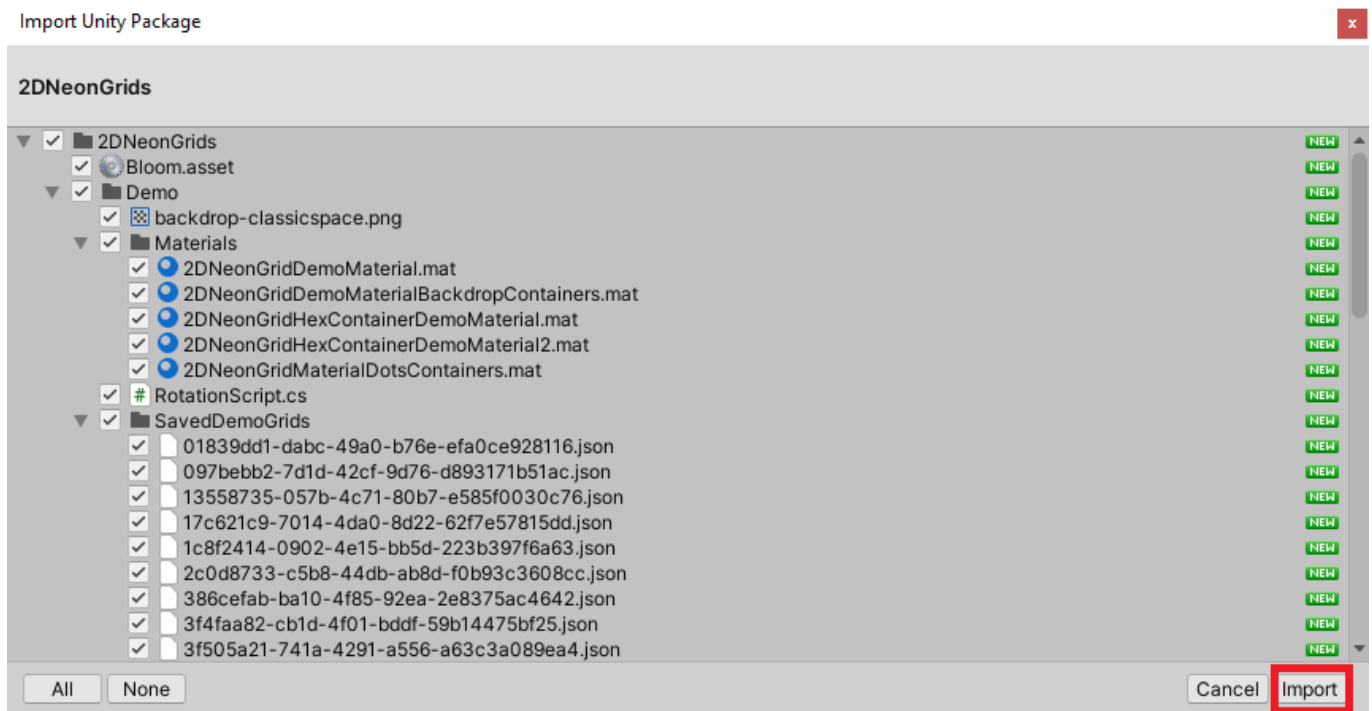 Import Unity Package
x
2DNeonGrids
2DNeonGrids NEW
Bloom.asset NEW
Demo NEW
backdrop-classicspace.png NEW
Materials NEW
2DNeonGridDemoMaterial.mat NEW
2DNeonGridDemoMaterialBackdropContainers.mat NEW
2DNeonGridHexContainerDemoMaterial.mat NEW
2DNeonGridHexContainerDemoMaterial2.mat NEW
2DNeonGridMaterialDotsContainers.mat NEW
# RotationScript.cs NEW
SavedDemoGrids NEW
01839dd1-dabc-49a0-b76e-efa0ce928116.json NEW
097bebb2-7d1d-42cf-9d76-d893171b51ac.json NEW
13558735-057b-4c71-80b7-e585f0030c76.json NEW
17c621c9-7014-4da0-8d22-62f7e57815dd.json NEW
1c8f2414-0902-4e15-bb5d-223b397f6a63.json NEW
2c0d8733-c5b8-44db-ab8d-f0b93c3608cc.json NEW
386cefab-ba10-4f85-92ea-2e8375ac4642.json NEW
3f4faa82-cb1d-4f01-bddf-59b14475bf25.json NEW
3f505a21-741a-4291-a556-a63c3a089ea4.json NEW
All None Cancel Import